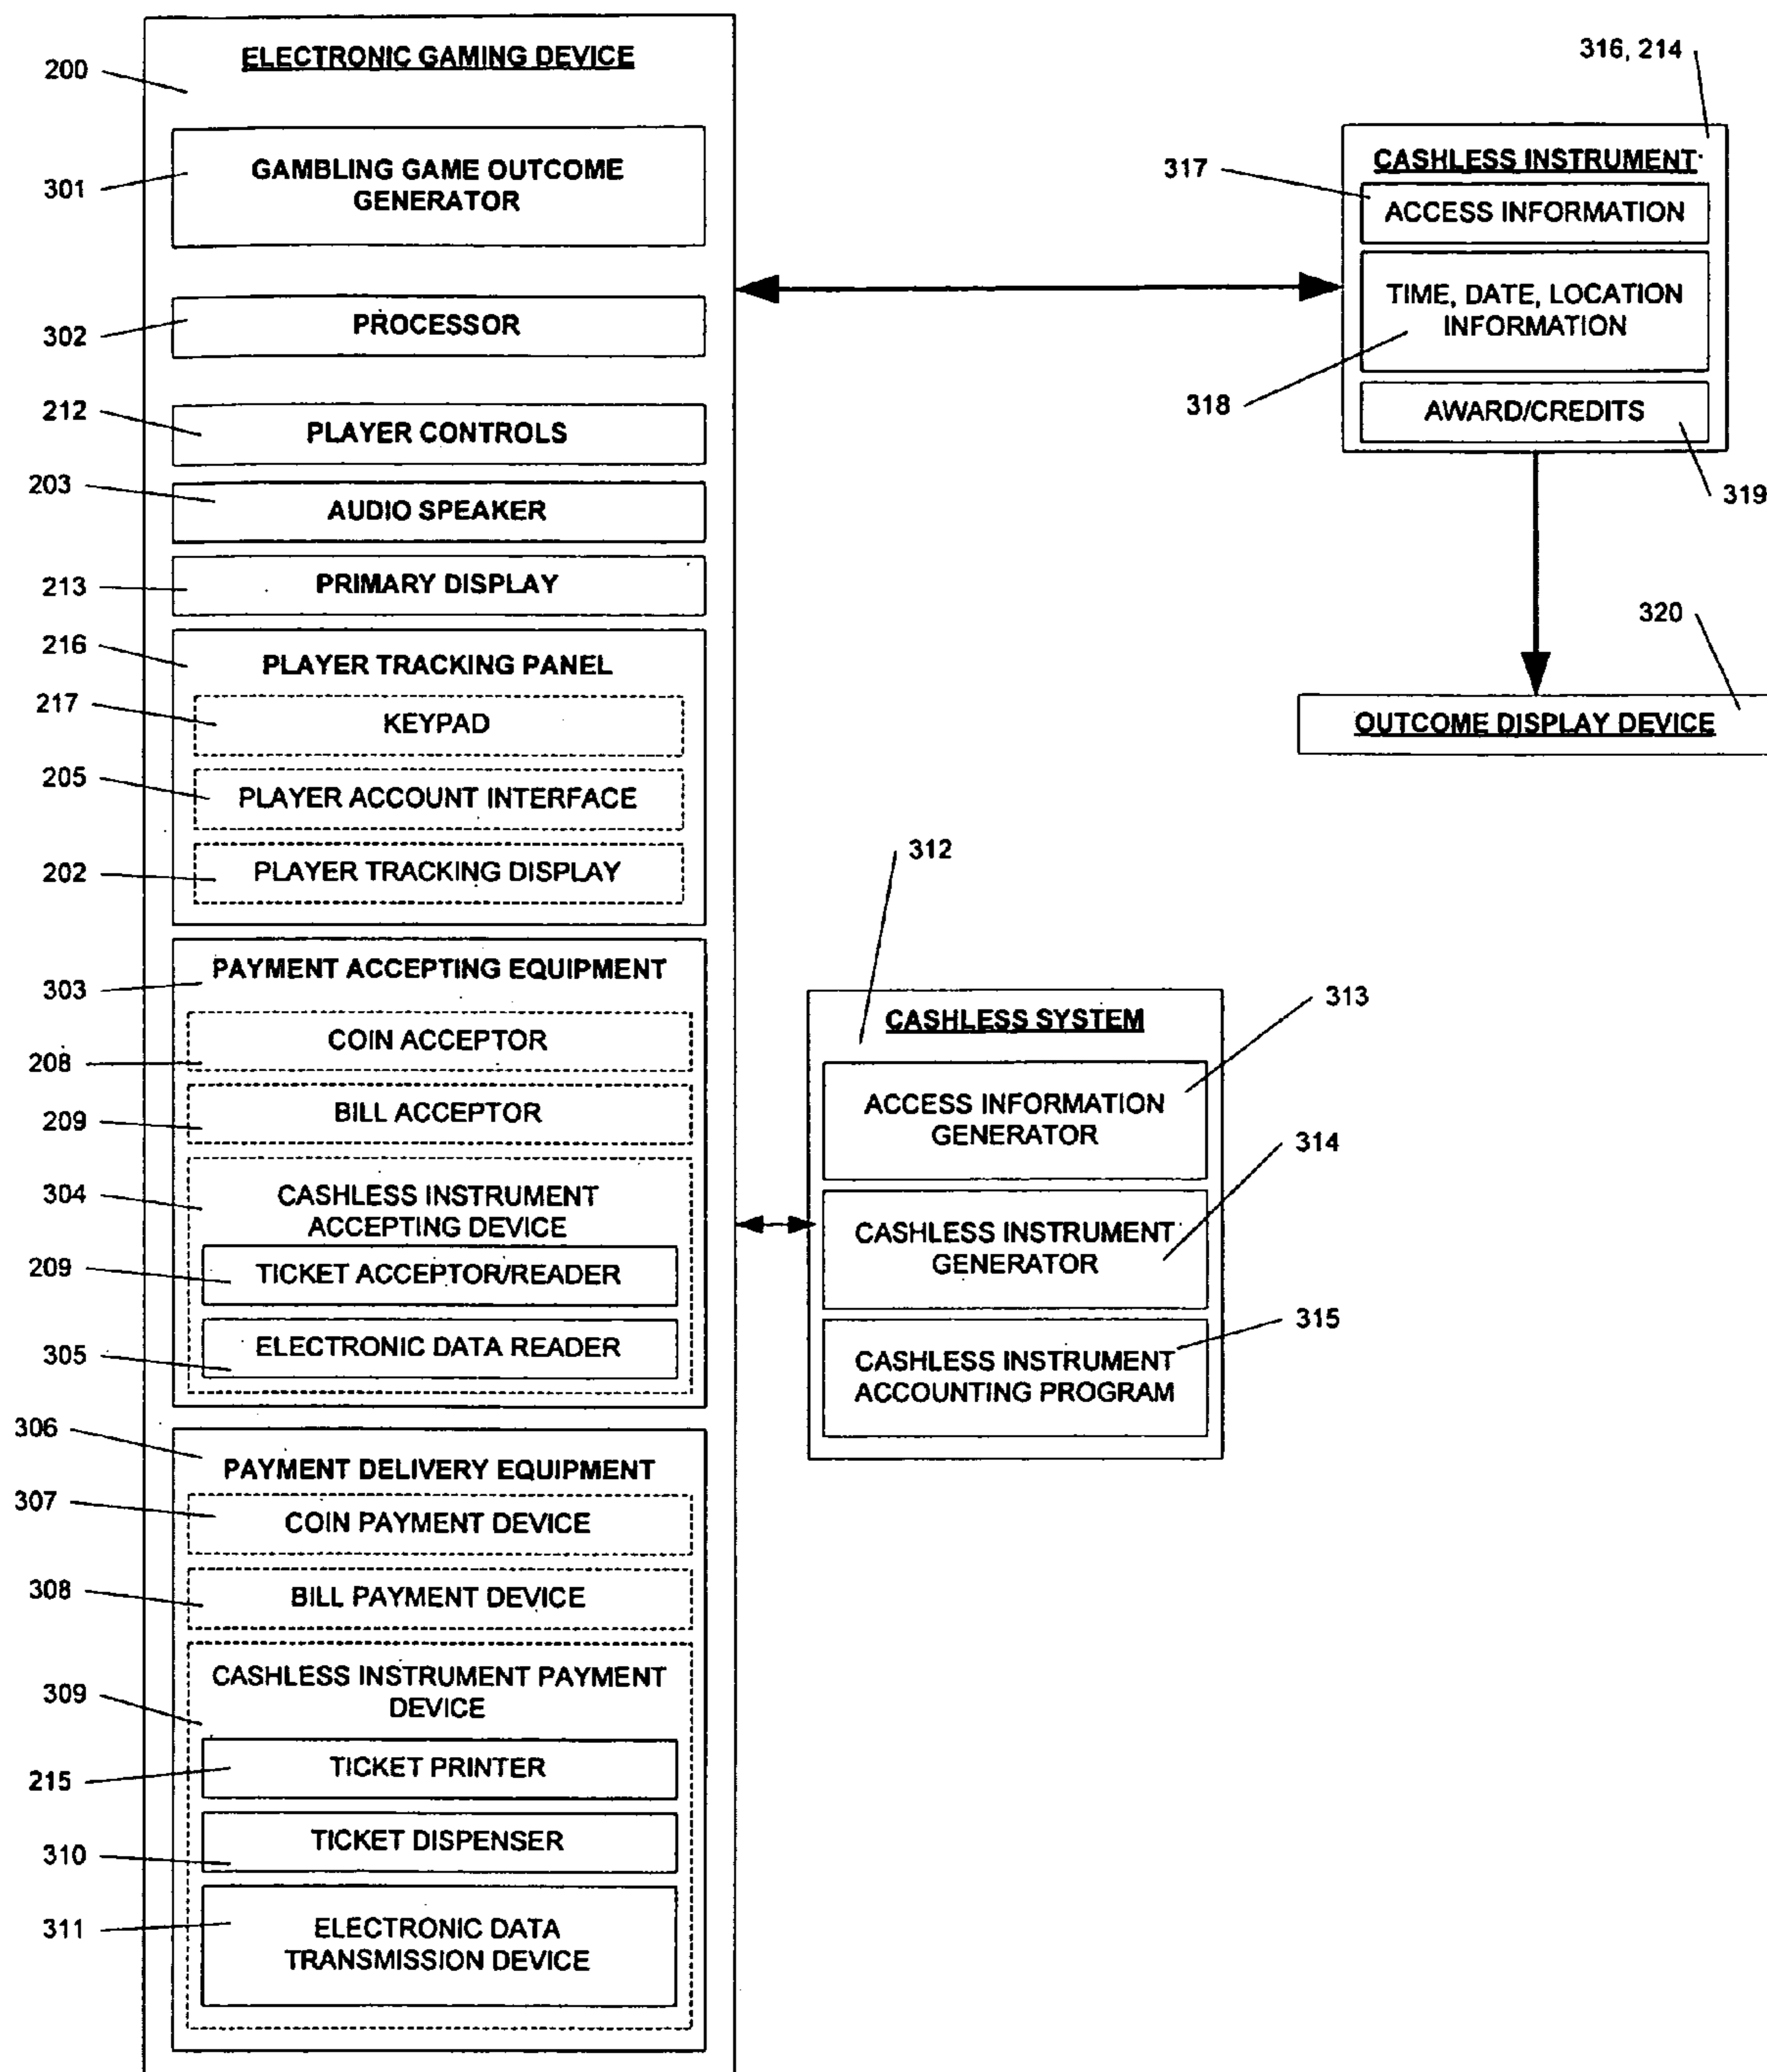 ELECTRONIC GAMING DEVICE
200
GAMBLING GAME OUTCOME
GENERATOR
301
PROCESSOR
302
212
PLAYER CONTROLS
203
AUDIO SPEAKER
213
PRIMARY DISPLAY
216
PLAYER TRACKING PANEL
217
KEYPAD
205
PLAYER ACCOUNT INTERFACE
202
PLAYER TRACKING DISPLAY
PAYMENT ACCEPTING EQUIPMENT
303
COIN ACCEPTOR
208
BILL ACCEPTOR
209
304
CASHLESS INSTRUMENT
ACCEPTING DEVICE
209
TICKET ACCEPTOR/READER
305
ELECTRONIC DATA READER
306
PAYMENT DELIVERY EQUIPMENT
307
COIN PAYMENT DEVICE
308
BILL PAYMENT DEVICE
CASHLESS INSTRUMENT PAYMENT
DEVICE
309
TICKET PRINTER
215
TICKET DISPENSER
310
311
ELECTRONIC DATA
TRANSMISSION DEVICE
316, 214
CASHLESS INSTRUMENT
317
ACCESS INFORMATION
TIME, DATE, LOCATION
INFORMATION
318
AWARD/CREDITS
319
320
OUTCOME DISPLAY DEVICE
312
CASHLESS SYSTEM
313
ACCESS INFORMATION
GENERATOR
314
CASHLESS INSTRUMENT
GENERATOR
315
CASHLESS INSTRUMENT
ACCOUNTING PROGRAM